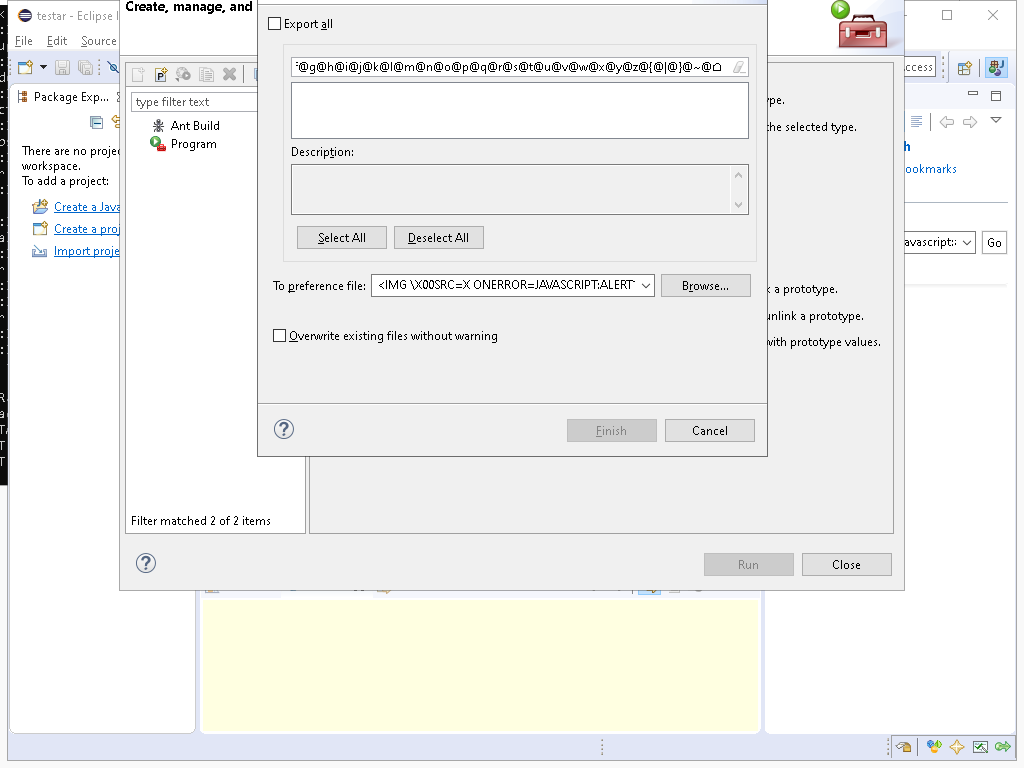 testar - Eclipse I
Create, manage, and
Export all
File Edit Source
@g@h@i@j@k@l@m@n@o@p@q@r@s@t@u@v@w@x@y@z@{@|@}@~@⌂
ccess
Package Exp...
type filter text
ype.
Ant Build
the selected type.
Program
There are no proje
workspace.
To add a project:
Description:
h
ookmarks
Create a Java
Create a proj
Import proje
Select All
Deselect All
avascript:a
Go
To preference file:
<IMG \X00SRC=X ONERROR=JAVASCRIPT:ALERT
Browse...
k a prototype.
unlink a prototype.
Overwrite existing files without warning
with prototype values.
Finish
Cancel
Filter matched 2 of 2 items
Run
Close